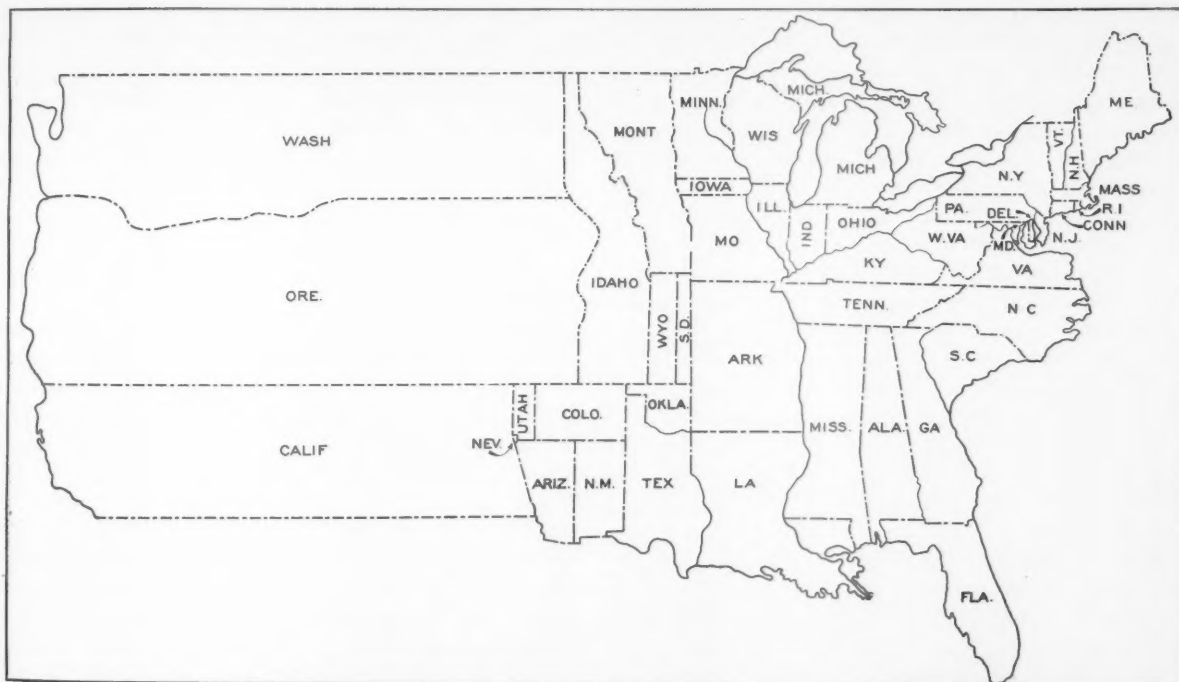 WASH
ORE.
CALIF
NEV.
UTAH
IDAHO
MONT
WYO
S.D.
COLO.
ARIZ.
N.M.
OKLA.
TEX
MINN.
IOWA
MO
ARK
LA
WIS
ILL.
MICH.
MICH
IND
OHIO
KY
TENN.
MISS.
ALA.
GA
FLA.
S.C
N C
VA
W.VA
MD.
DEL.
PA.
N.J.
N.Y
CONN
R.I
MASS
VT.
N.H
ME.